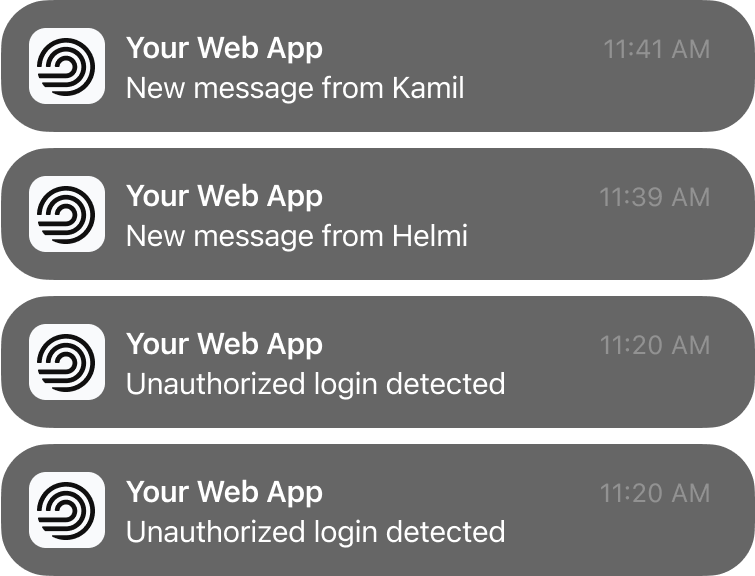 Your Web App 11:41 AM
New message from Kamil
Your Web App 11:39 AM
New message from Helmi
Your Web App 11:20 AM
Unauthorized login detected
Your Web App 11:20 AM
Unauthorized login detected